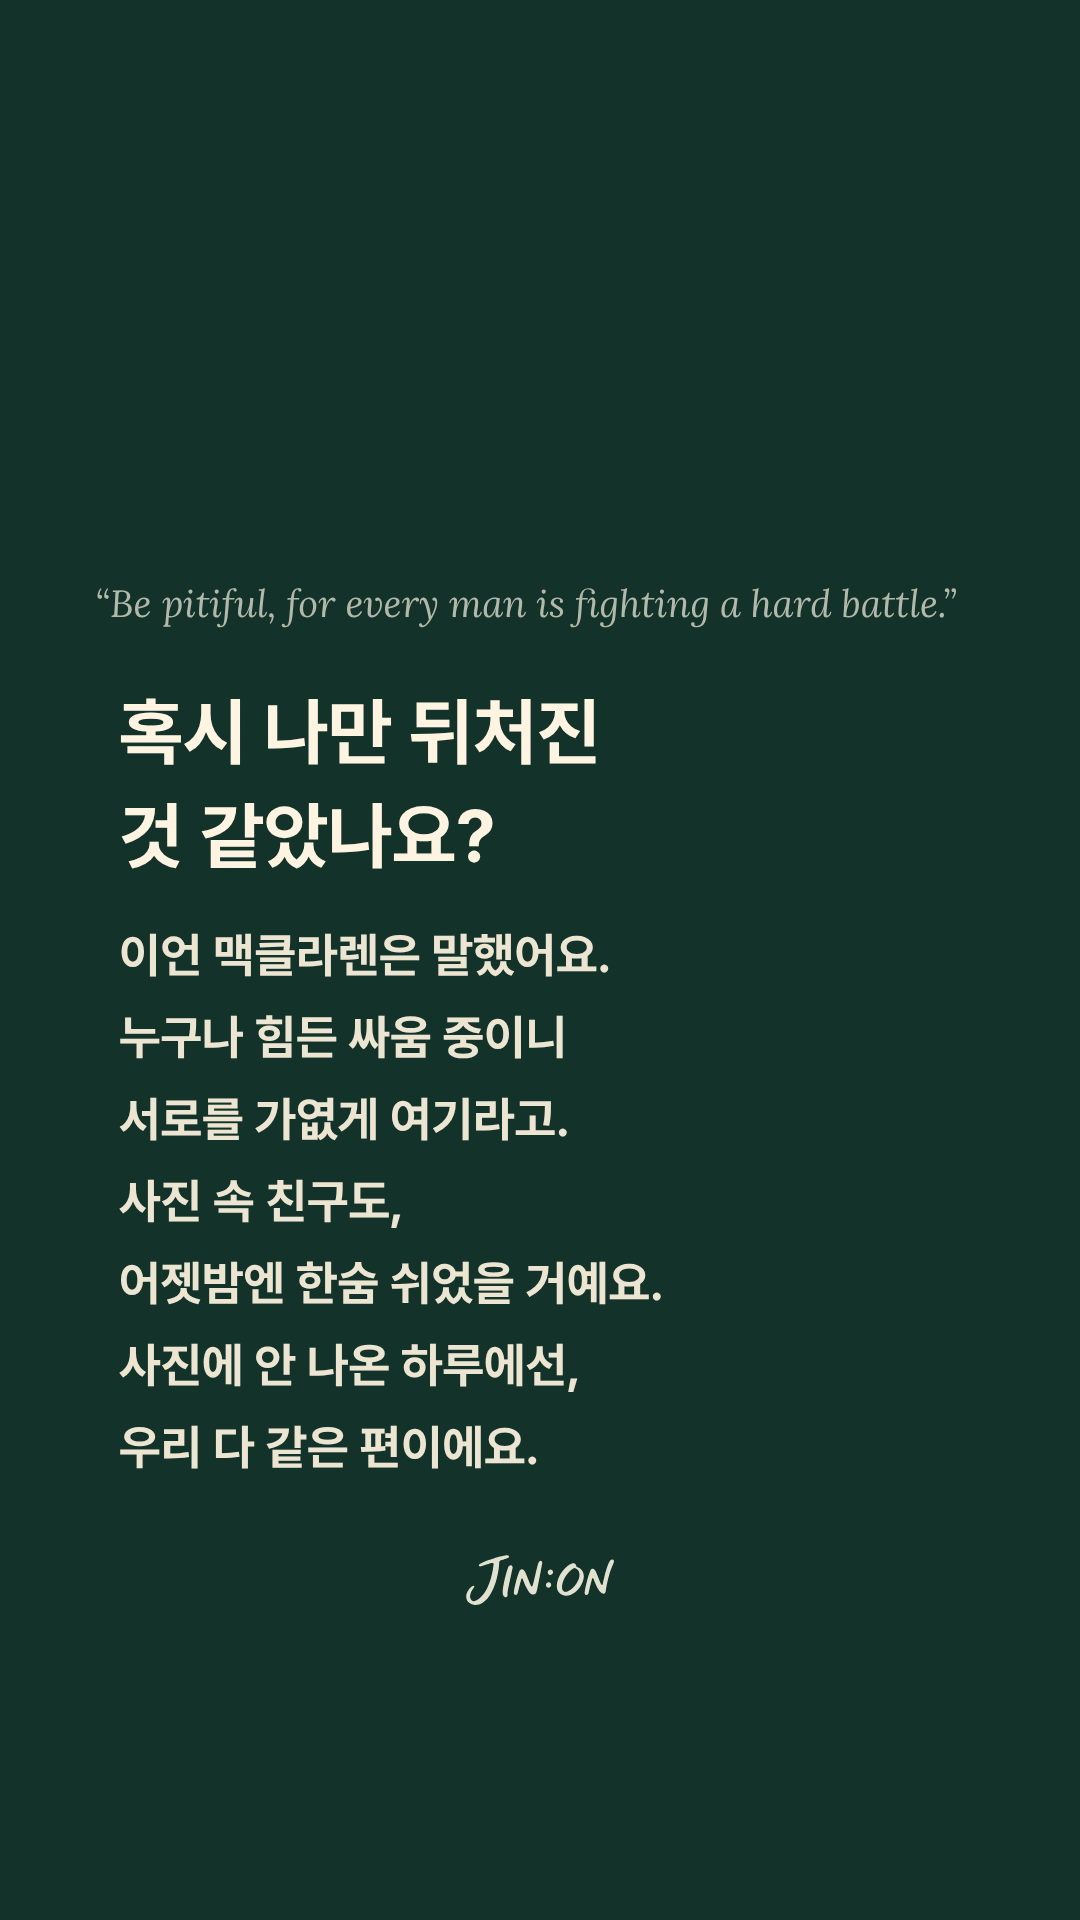 “Be pitiful, for every man is fighting a hard battle.”
혹시 나만 뒤처진
것 같았나요?
이언 맥클라렌은 말했어요.
누구나 힘든 싸움 중이니
서로를 가엾게 여기라고.
사진 속 친구도,
어젯밤엔 한숨 쉬었을 거예요.
사진에 안 나온 하루에선,
우리 다 같은 편이에요.
JIN:ON